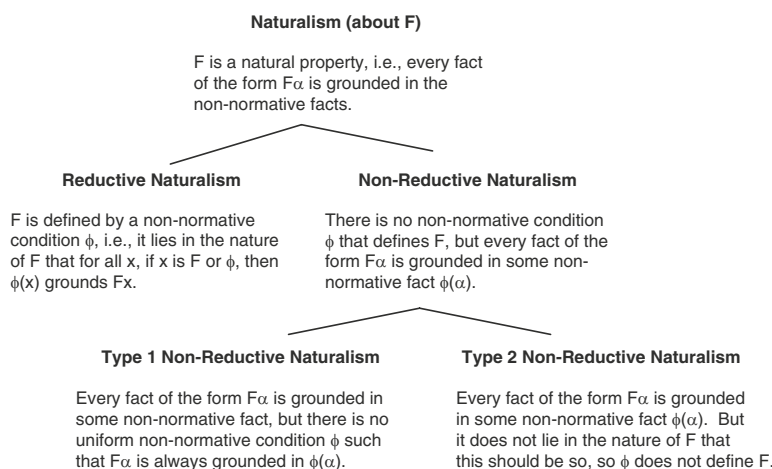 Naturalism (about F)
F is a natural property, i.e., every fact
of the form Fα is grounded in the
non-normative facts.
Reductive Naturalism
F is defined by a non-normative
condition ϕ, i.e., it lies in the nature
of F that for all x, if x is F or ϕ, then
ϕ(x) grounds Fx.
Non-Reductive Naturalism
There is no non-normative condition
ϕ that defines F, but every fact of the
form Fα is grounded in some non-
normative fact ϕ(α).
Type 1 Non-Reductive Naturalism
Every fact of the form Fα is grounded in
some non-normative fact, but there is no
uniform non-normative condition ϕ such
that Fα is always grounded in ϕ(α).
Type 2 Non-Reductive Naturalism
Every fact of the form Fα is grounded
in some non-normative fact ϕ(α).  But
it does not lie in the nature of F that
this should be so, so ϕ does not define F.